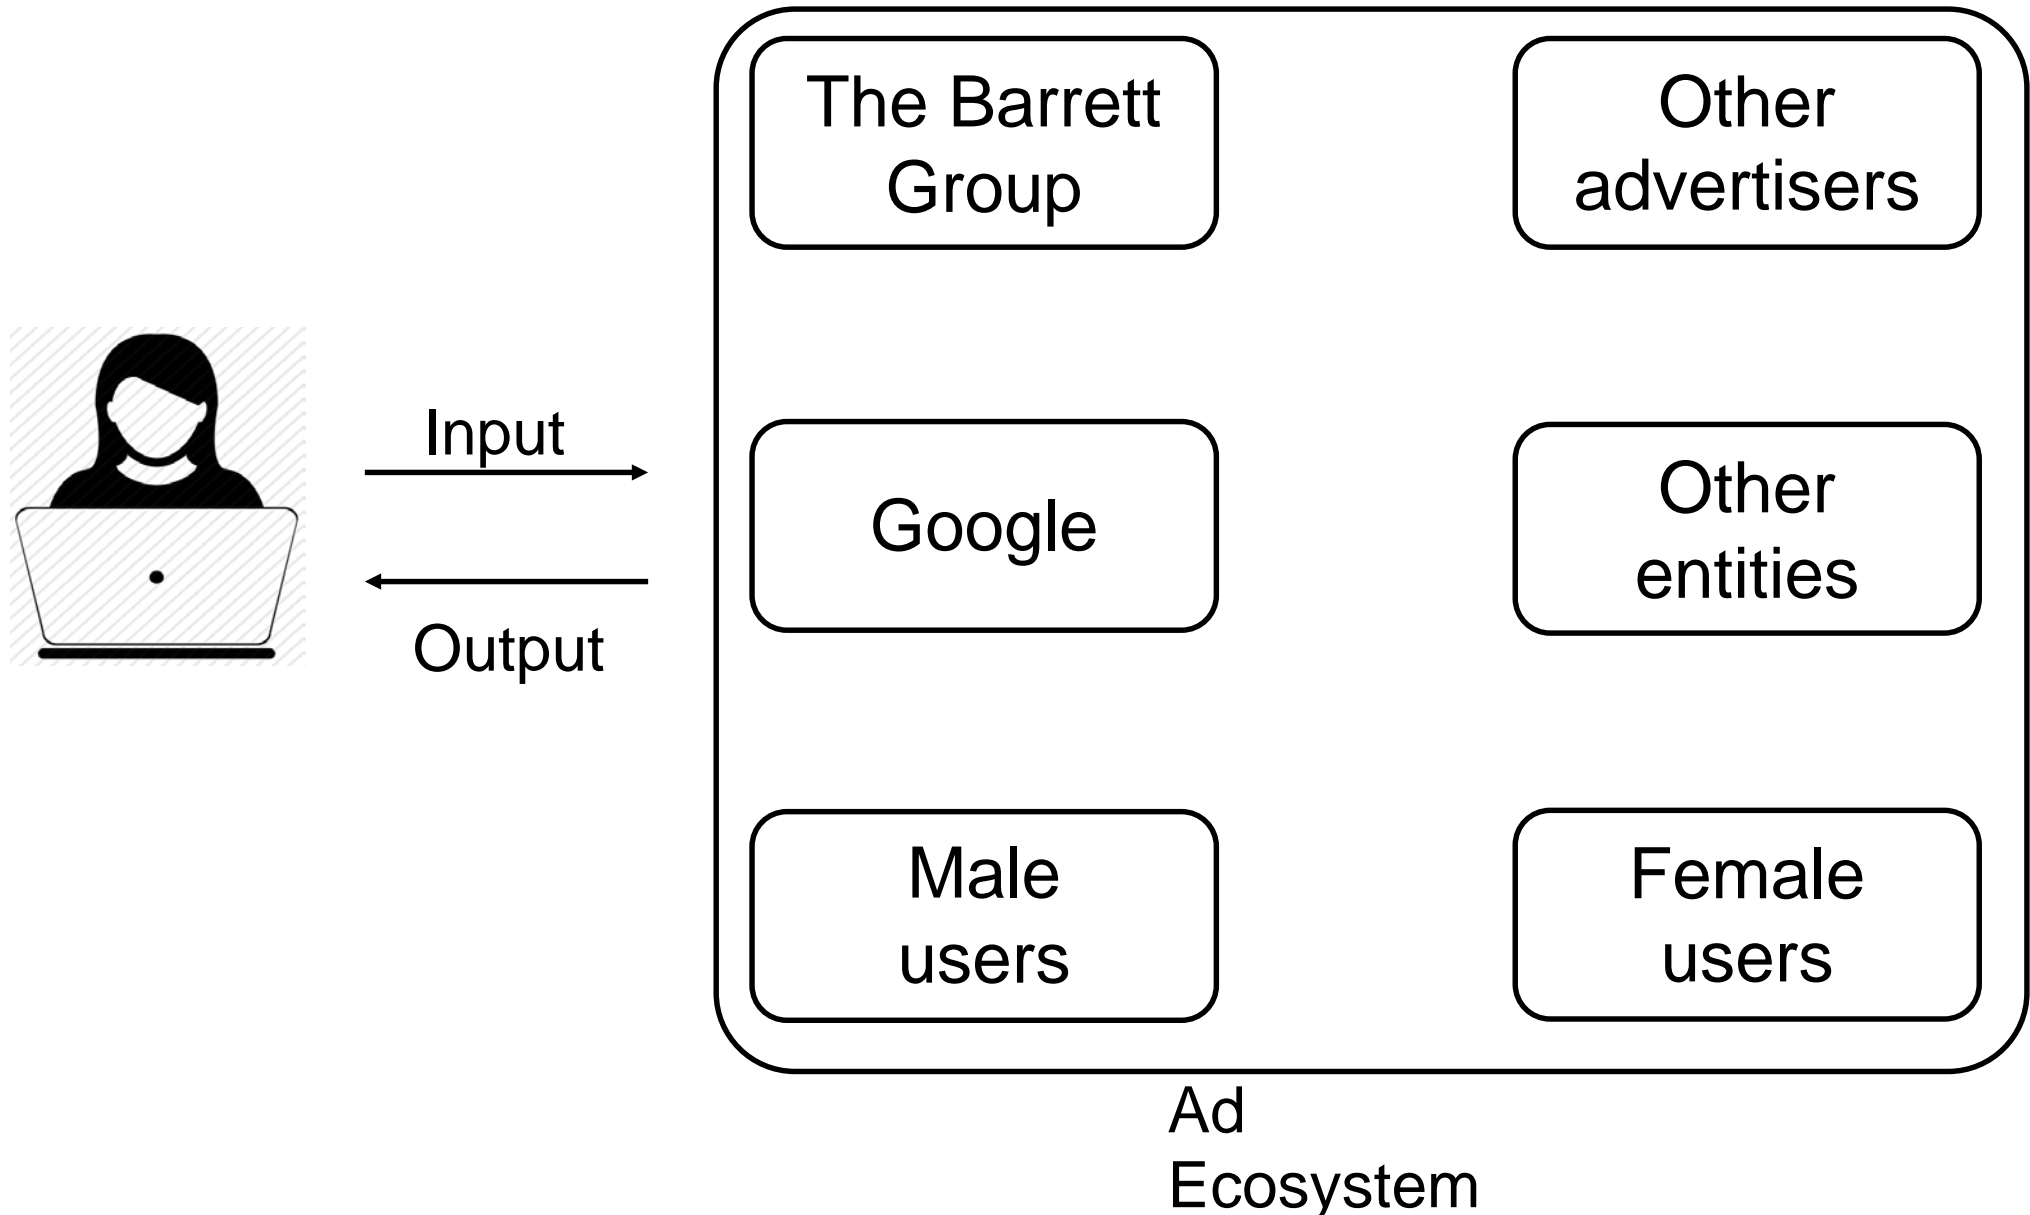 The Barrett
Group
Other
advertisers
Input
Output
Google
Other
entities
Male
users
Female
users
Ad
Ecosystem